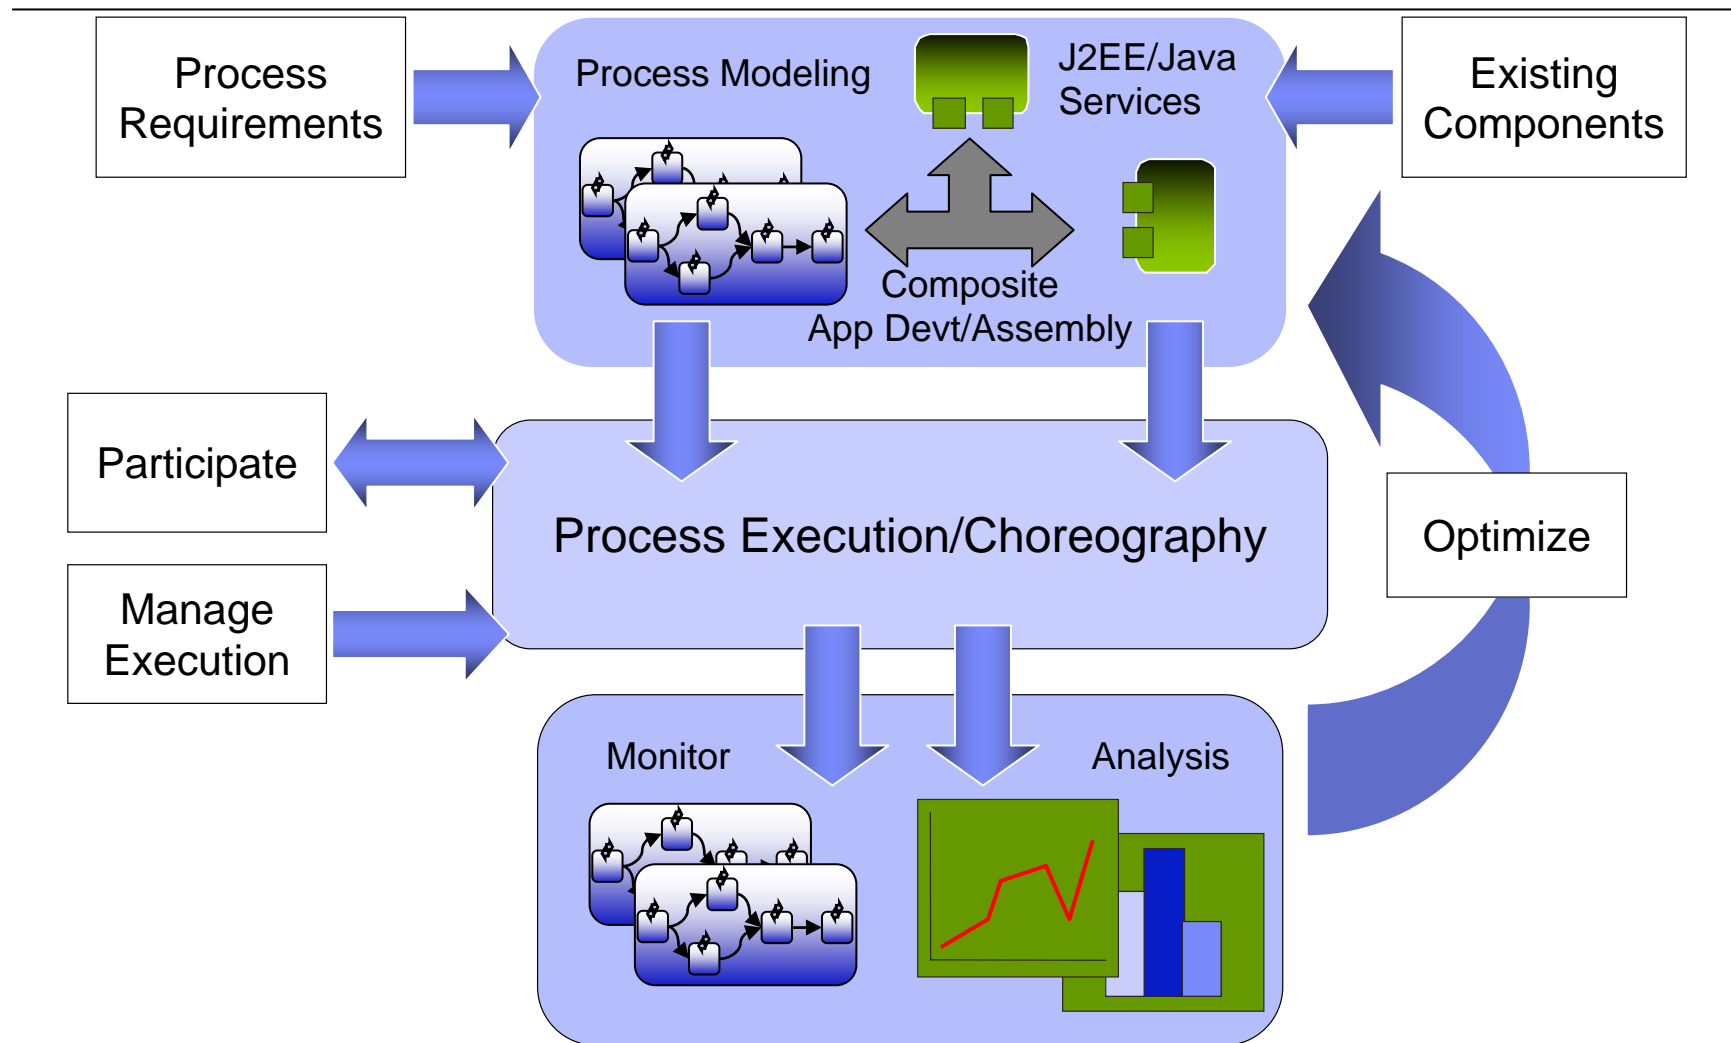 Process
Requirements
Process Modeling
J2EE/Java
Services
Existing
Components
Composite
App Devt/Assembly
Participate
Process Execution/Choreography
Optimize
Manage
Execution
Monitor
Analysis